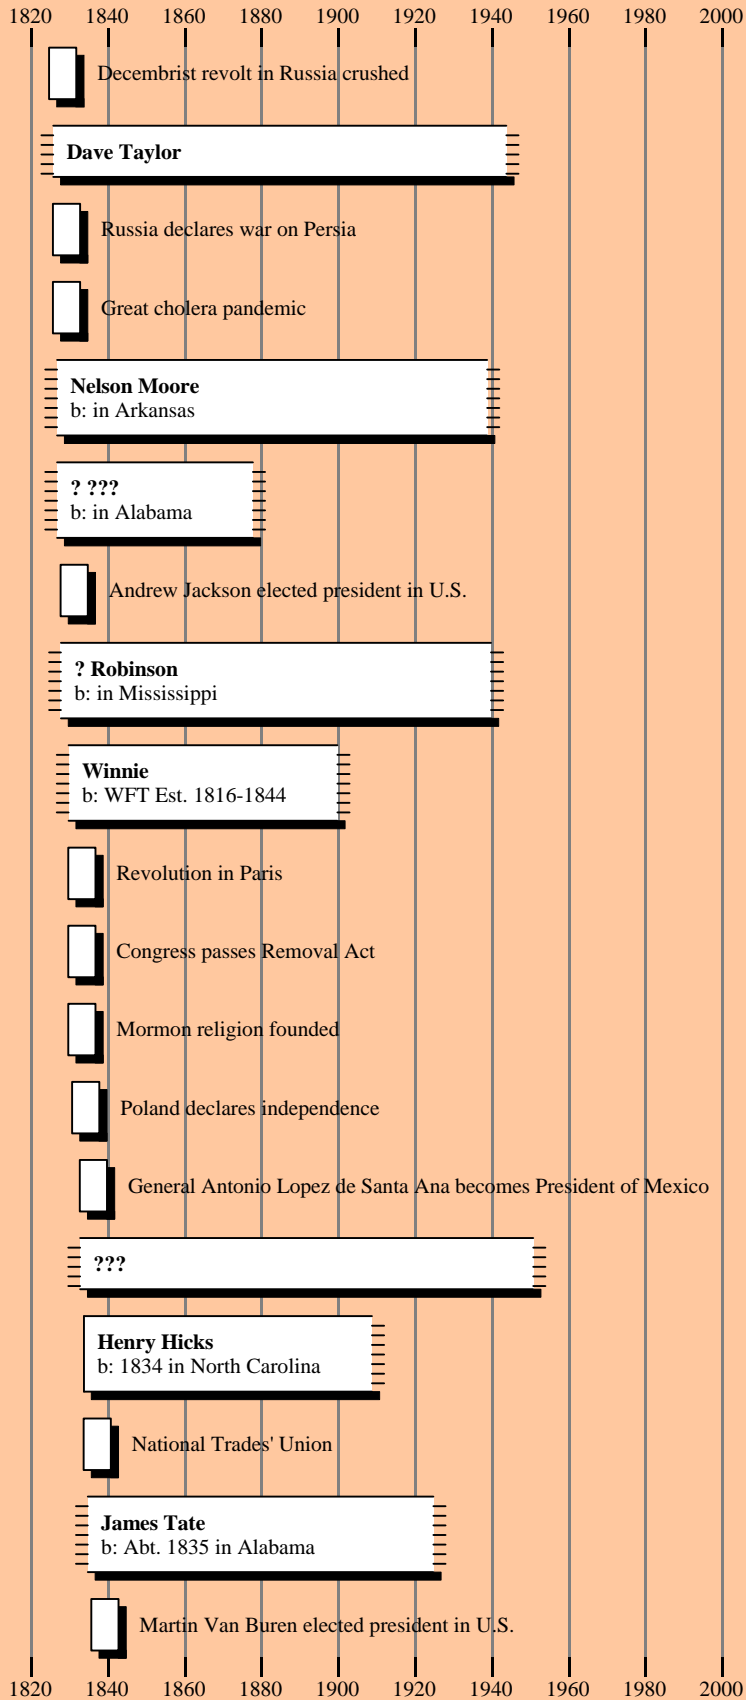 1820 1840 1860 1880 1900 1920 1940 1960 1980 2000
Decembrist revolt in Russia crushed
Dave Taylor
Russia declares war on Persia
Great cholera pandemic
Nelson Moore
b: in Arkansas
? ???
b: in Alabama
Andrew Jackson elected president in U.S.
? Robinson
b: in Mississippi
Winnie
b: WFT Est. 1816-1844
Revolution in Paris
Congress passes Removal Act
Mormon religion founded
Poland declares independence
General Antonio Lopez de Santa Ana becomes President of Mexico
???
Henry Hicks
b: 1834 in North Carolina
National Trades' Union
James Tate
b: Abt. 1835 in Alabama
Martin Van Buren elected president in U.S.
1820 1840 1860 1880 1900 1920 1940 1960 1980 2000